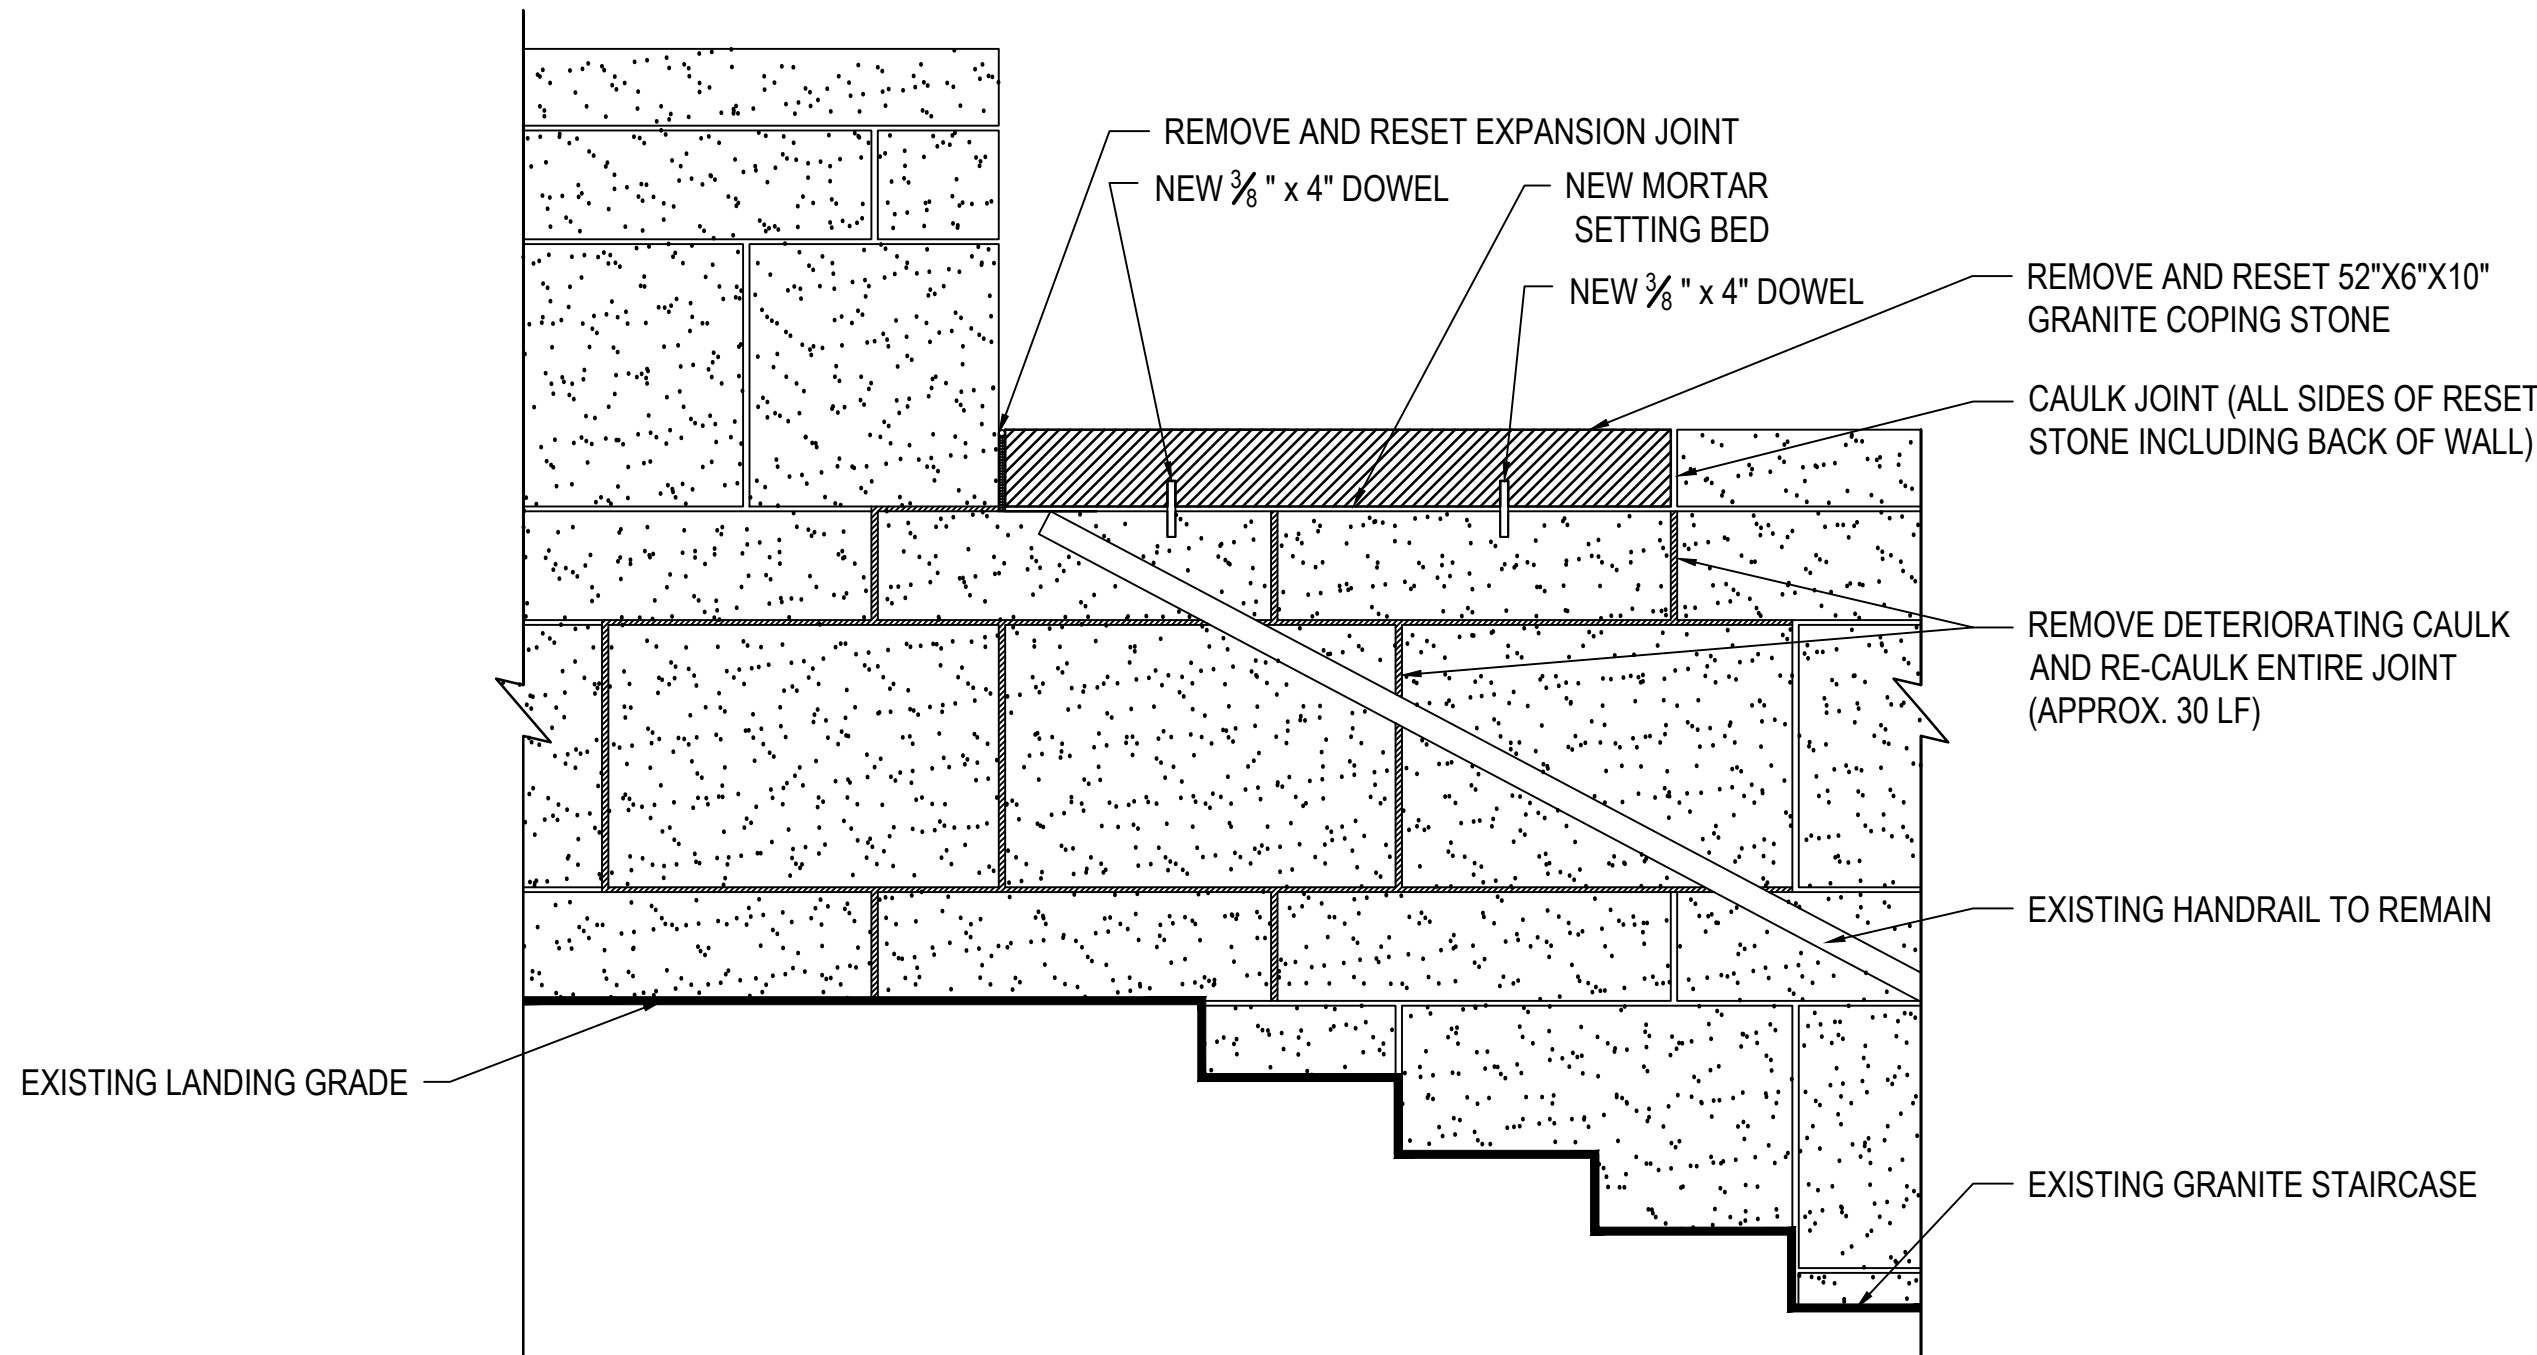 REMOVE AND RESET EXPANSION JOINT
NEW 3/8 " x 4" DOWEL
NEW MORTAR
SETTING BED
NEW 3/8 " x 4" DOWEL
REMOVE AND RESET 52"X6"X10"
GRANITE COPING STONE
CAULK JOINT (ALL SIDES OF RESET
STONE INCLUDING BACK OF WALL)
REMOVE DETERIORATING CAULK
AND RE-CAULK ENTIRE JOINT
(APPROX. 30 LF)
EXISTING HANDRAIL TO REMAIN
EXISTING LANDING GRADE
EXISTING GRANITE STAIRCASE